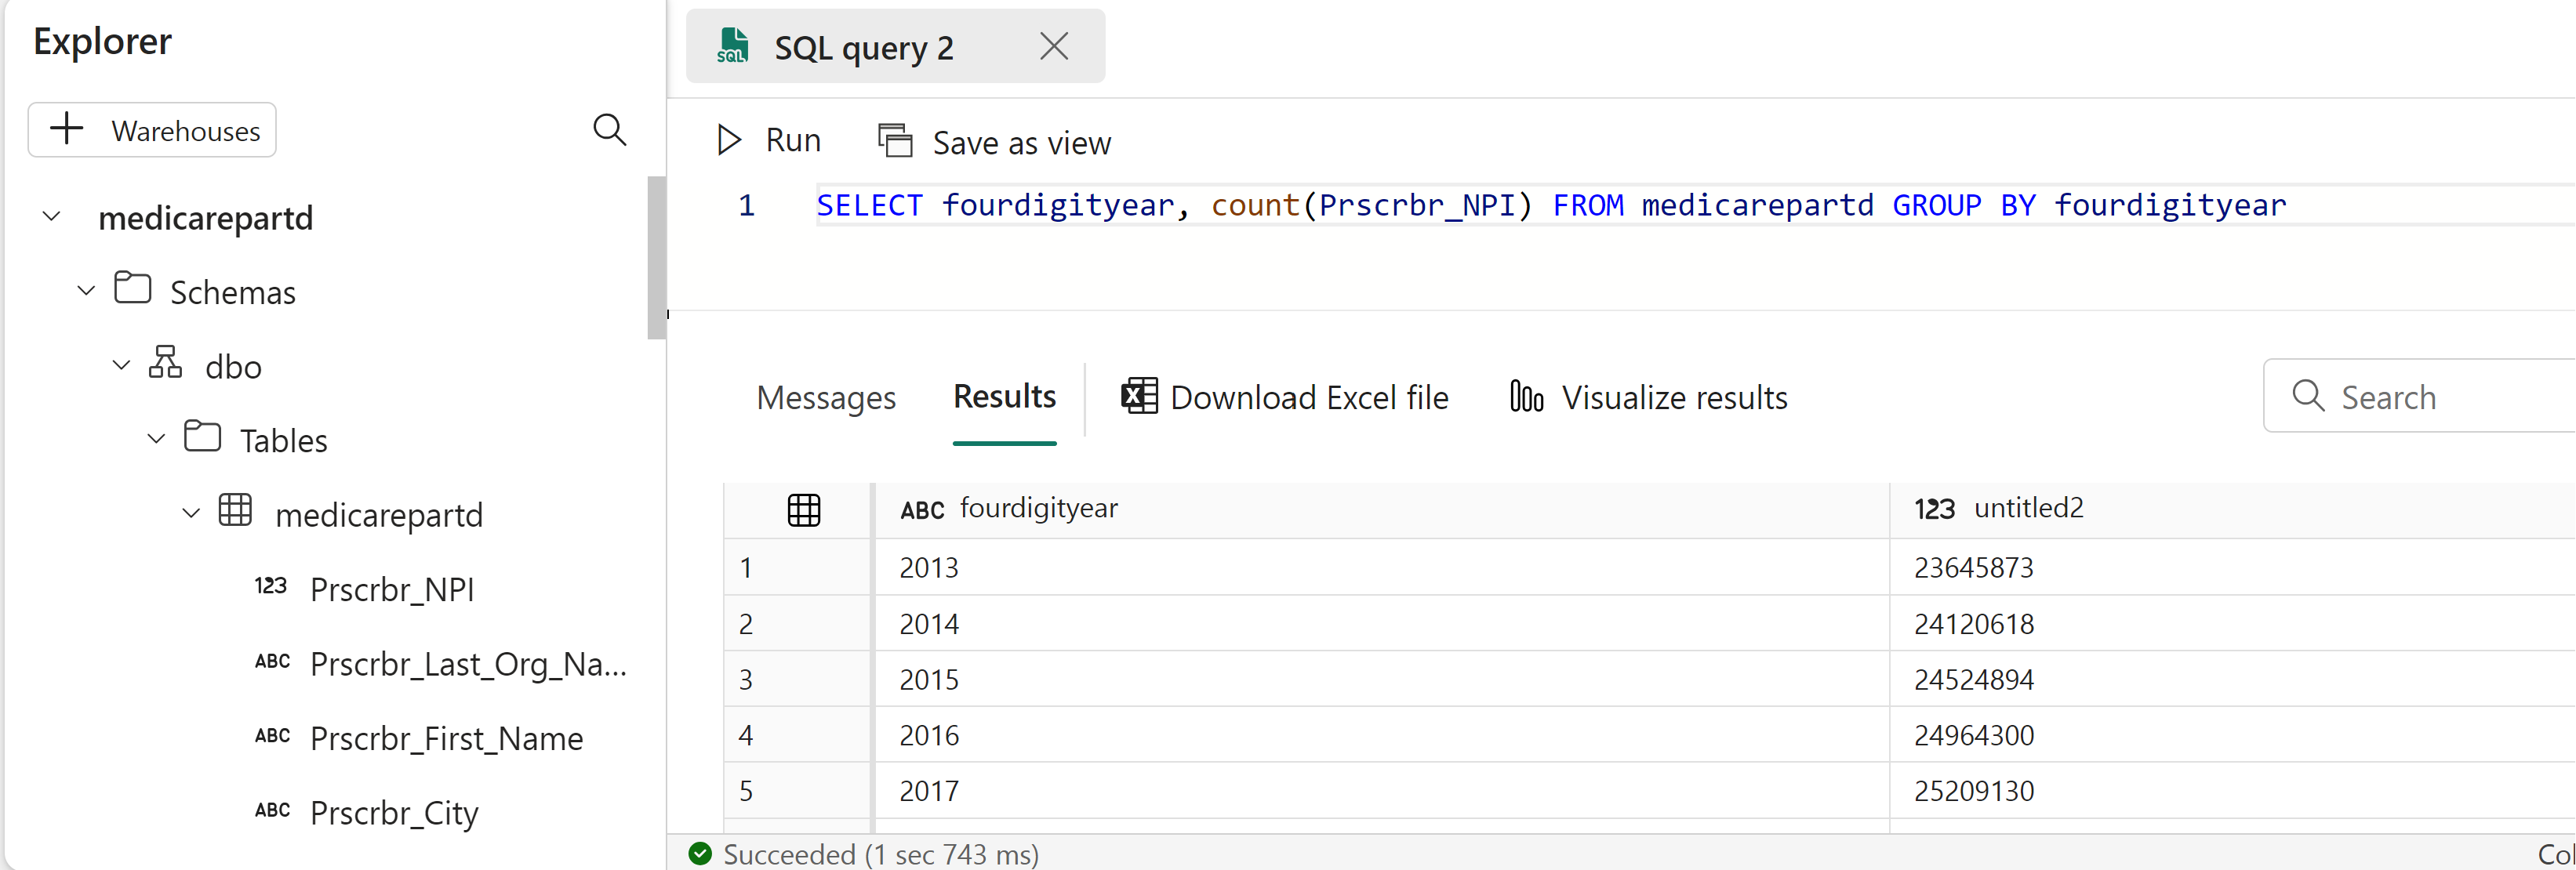 Explorer
Warehouses
medicarepartd
Schemas
dbo
Tables
medicarepartd
123 Prscrbr_NPI
ABC Prscrbr_Last_Org_Na...
ABC Prscrbr_First_Name
ABC Prscrbr_City
SQL SQL query 2
Run Save as view
1 SELECT fourdigityear, count(Prscrbr_NPI) FROM medicarepartd GROUP BY fourdigityear
Messages Results Download Excel file Visualize results Search
ABC fourdigityear 123 untitled2
1 2013 23645873
2 2014 24120618
3 2015 24524894
4 2016 24964300
5 2017 25209130
Succeeded (1 sec 743 ms)